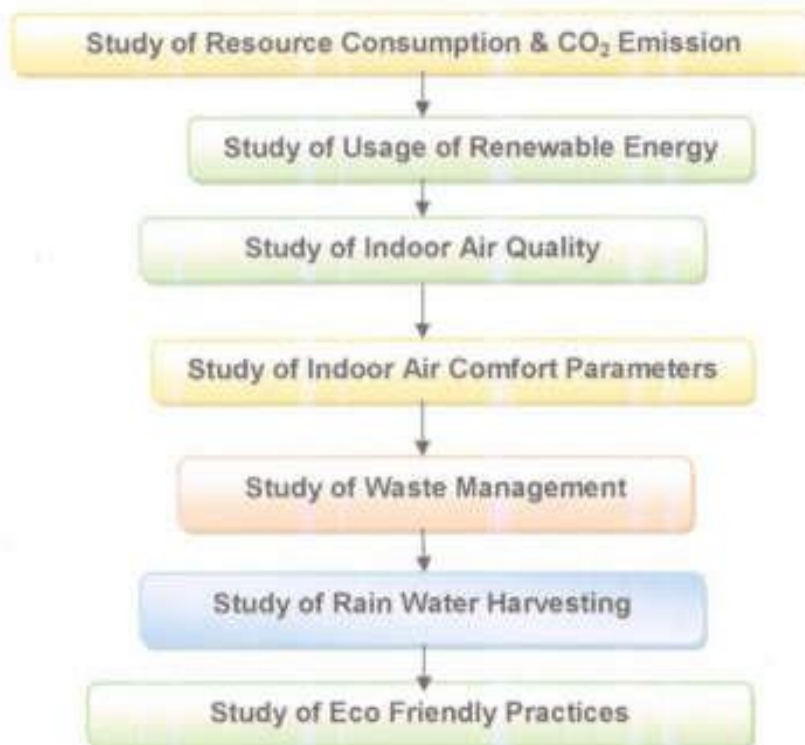 Study of Resource Consumption & CO₂ Emission
Study of Usage of Renewable Energy
Study of Indoor Air Quality
Study of Indoor Air Comfort Parameters
Study of Waste Management
Study of Rain Water Harvesting
Study of Eco Friendly Practices